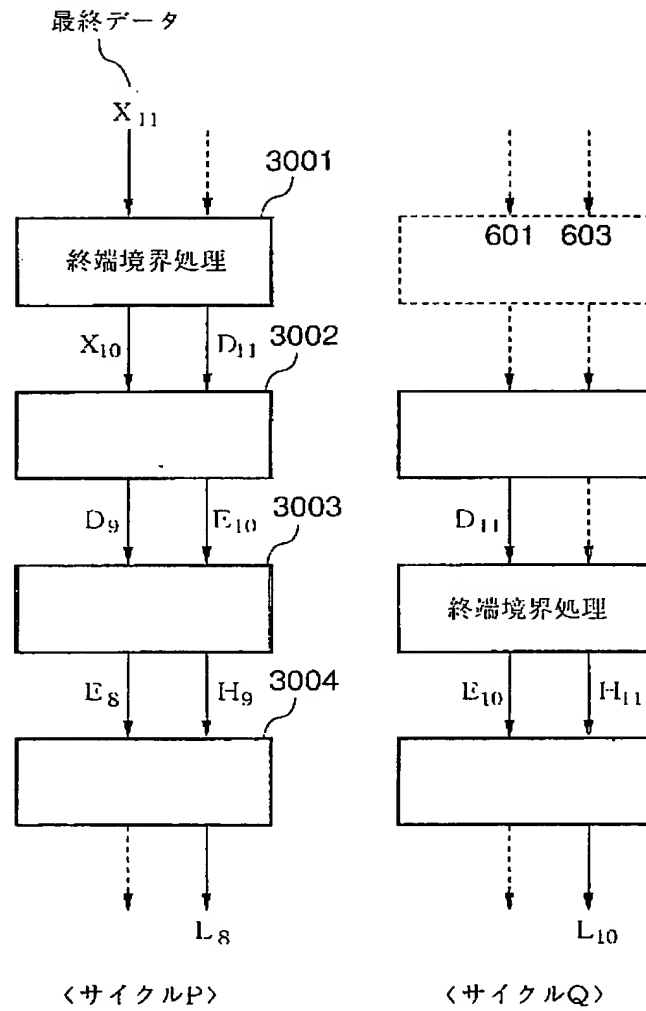 最終データ
X11
3001
終端境界処理
601 603
X10 D11
3002
D9 E10
3003
D11
終端境界処理
E8 H9
3004
E10 H11
L8
L10
〈サイクルP〉
〈サイクルQ〉